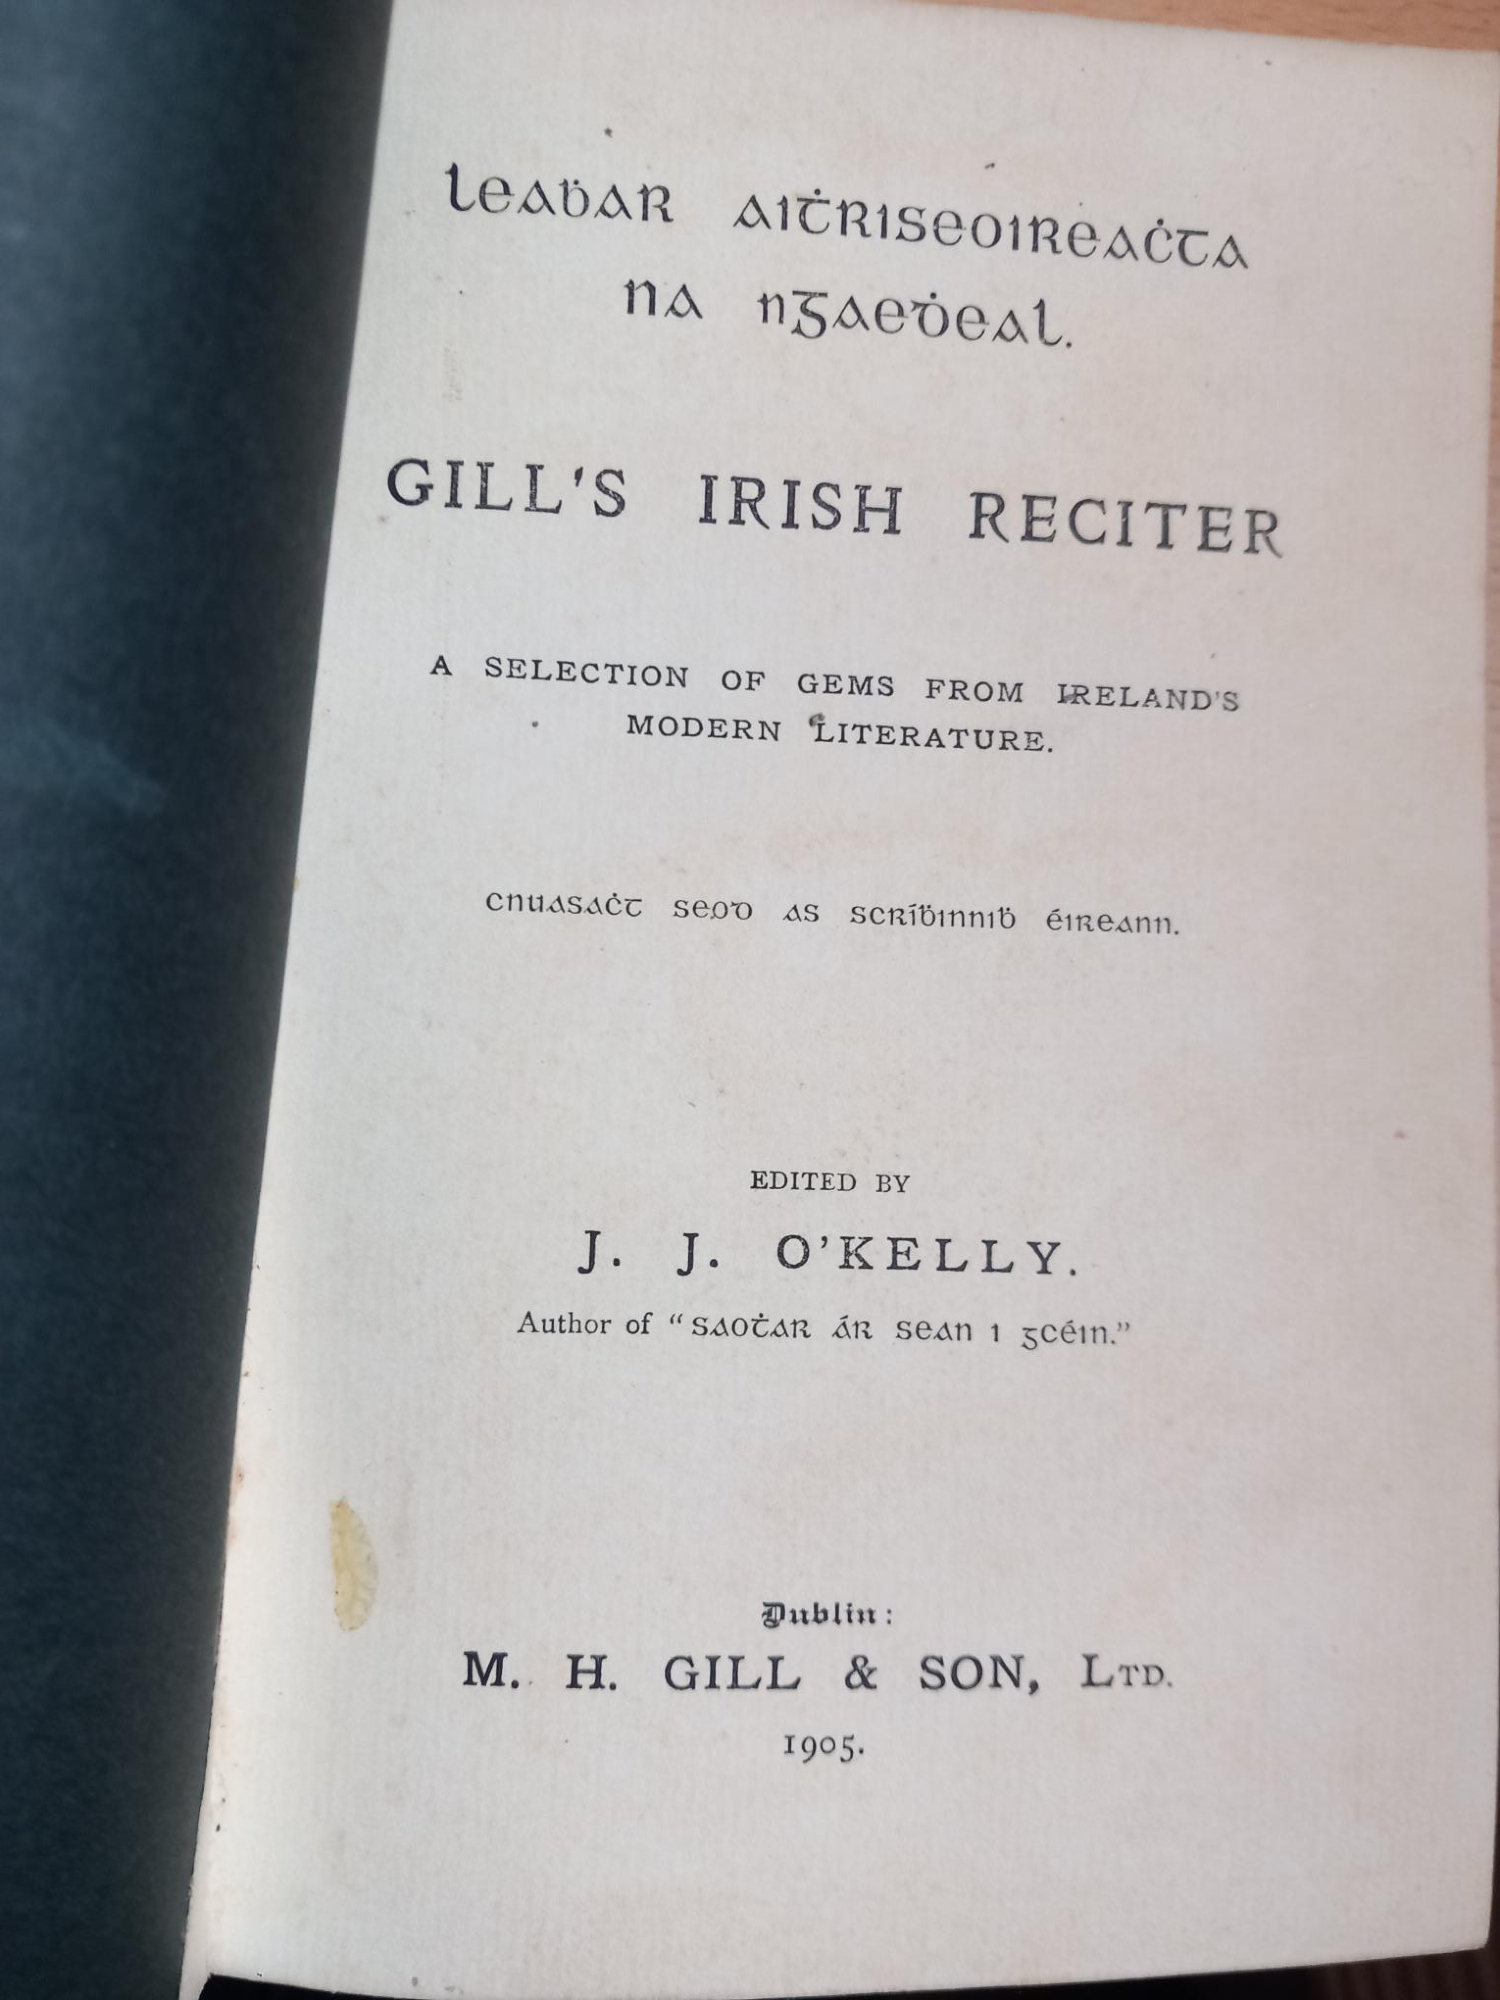 Leaḃar Aiṫriseoireaċta
na nGaeḋeal.
GILL'S IRISH RECITER
A SELECTION OF GEMS FROM IRELAND'S
MODERN LITERATURE.
Cnuasaċt seod as scríḃinniḃ Éireann.
EDITED BY
J. J. O'KELLY.
Author of “Saoṫar ár sean i gcéin.”
Dublin:
M. H. GILL & SON, LTD.
1905.